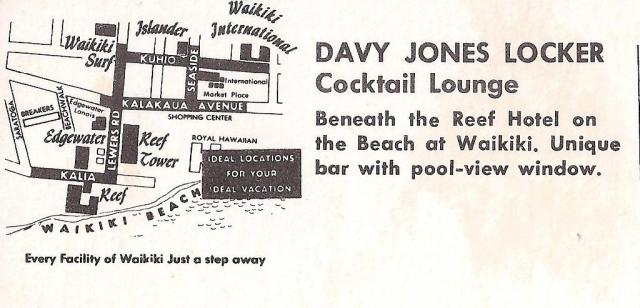 Waikiki
International
Islander
Waikiki
Surf
KUHIO
SEASIDE
International
Market Place
KALAKAUA AVENUE
SHOPPING CENTER
SARATOGA
BREAKERS
BEACHWALK
Edgewater
Lanais
Edgewater
LEWERS RD
Reef
Tower
ROYAL HAWAIIAN
IDEAL LOCATIONS
FOR YOUR
IDEAL VACATION
KALIA
Reef
WAIKIKI BEACH
Every Facility of Waikiki Just a step away
DAVY JONES LOCKER
Cocktail Lounge
Beneath the Reef Hotel on
the Beach at Waikiki. Unique
bar with pool-view window.